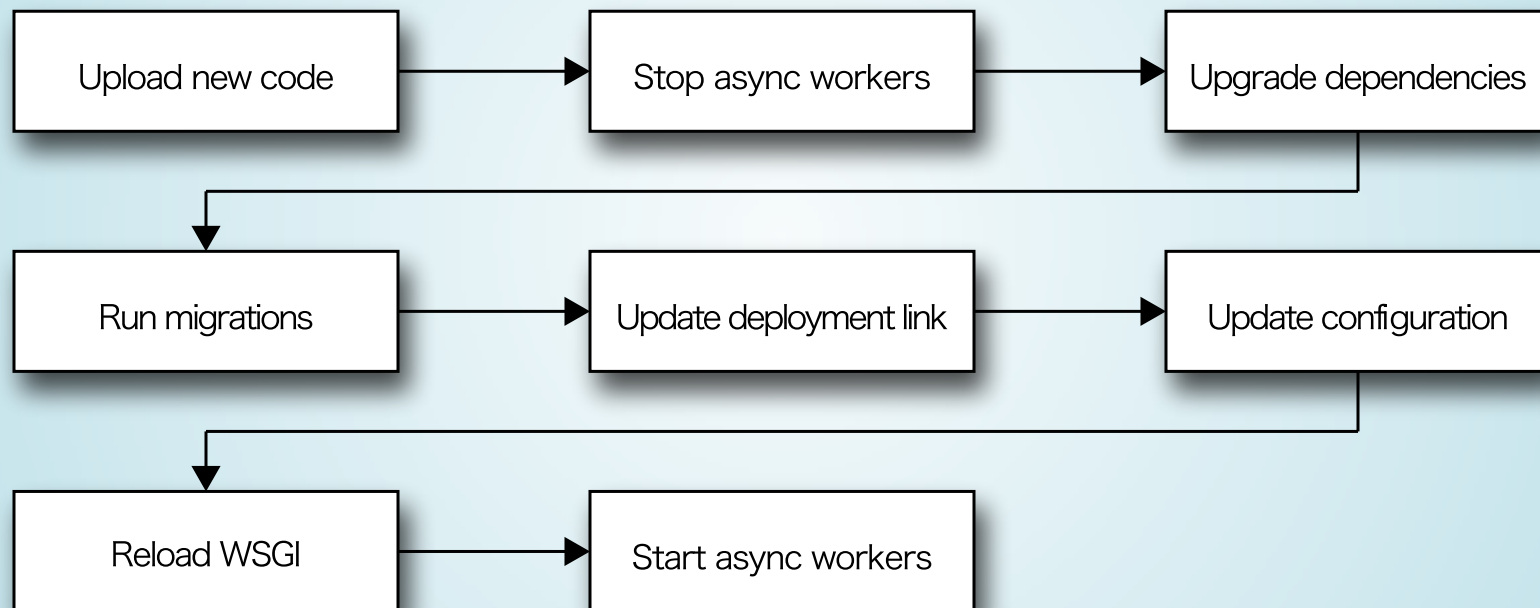 Upload new code
Stop async workers
Upgrade dependencies
Run migrations
Update deployment link
Update configuration
Reload WSGI
Start async workers